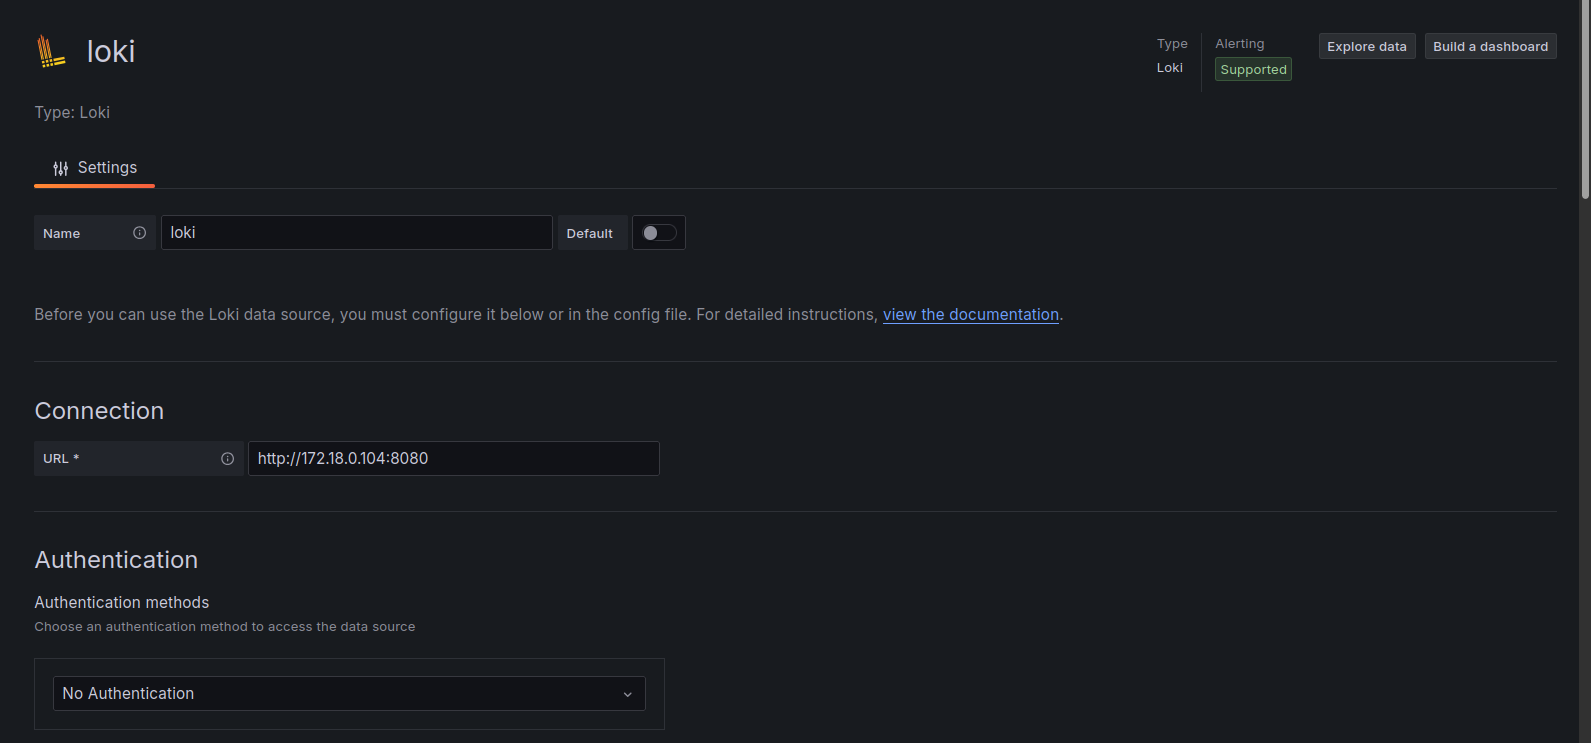 loki
Type
Loki
Alerting
Supported
Explore data
Build a dashboard
Type: Loki
Settings
Name
loki
Default
Before you can use the Loki data source, you must configure it below or in the config file. For detailed instructions, view the documentation.
Connection
URL *
http://172.18.0.104:8080
Authentication
Authentication methods
Choose an authentication method to access the data source
No Authentication